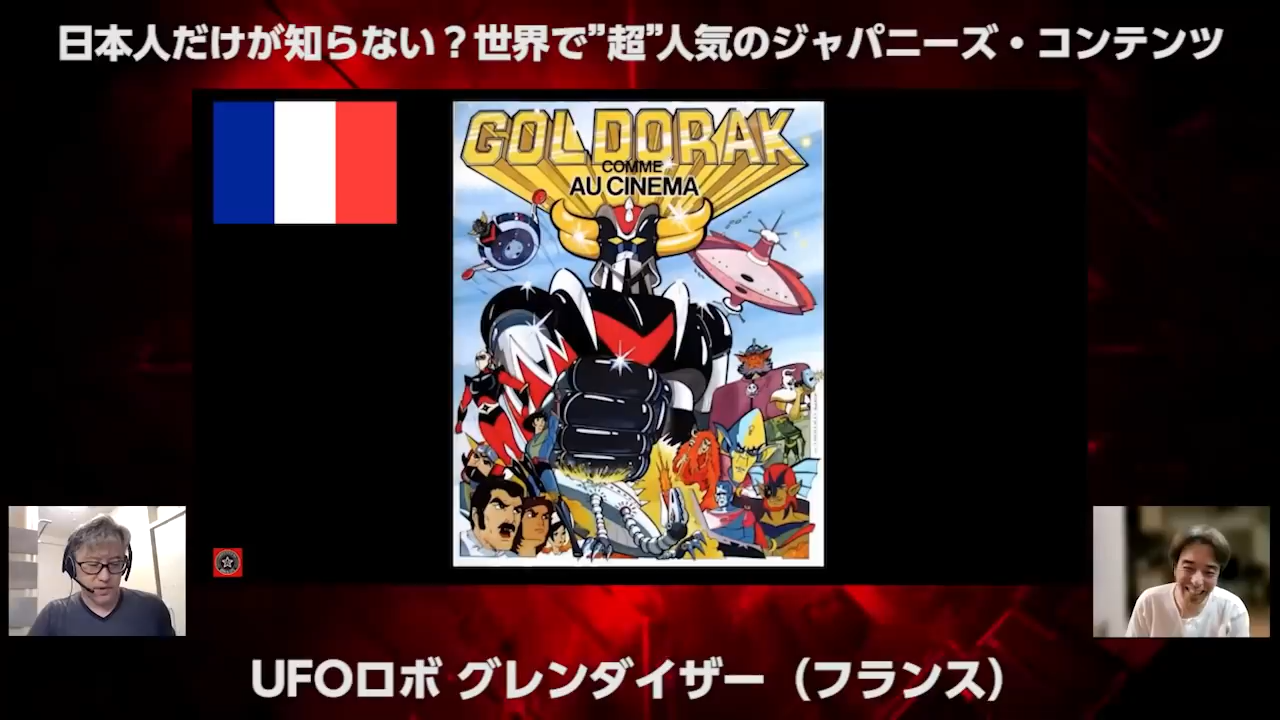 日本人だけが知らない？世界で”超”人気のジャパニーズ・コンテンツ
GOLDORAK
COMME
AU CINEMA
UFOロボ グレンダイザー（フランス）